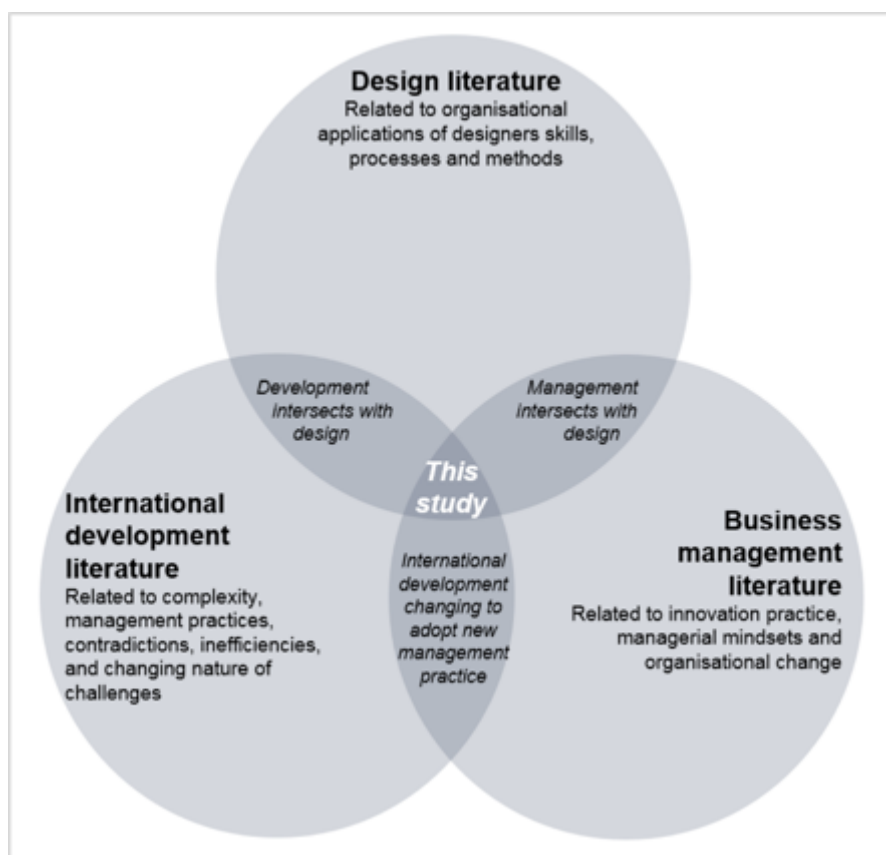 Design literature
Related to organisational
applications of designers skills,
processes and methods
Development
intersects with
design
Management
intersects with
design
This
study
International
development
literature
Related to complexity,
management practices,
contradictions, inefficiencies,
and changing nature of
challenges
International
development
changing to
adopt new
management
practice
Business
management
literature
Related to innovation practice,
managerial mindsets and
organisational change